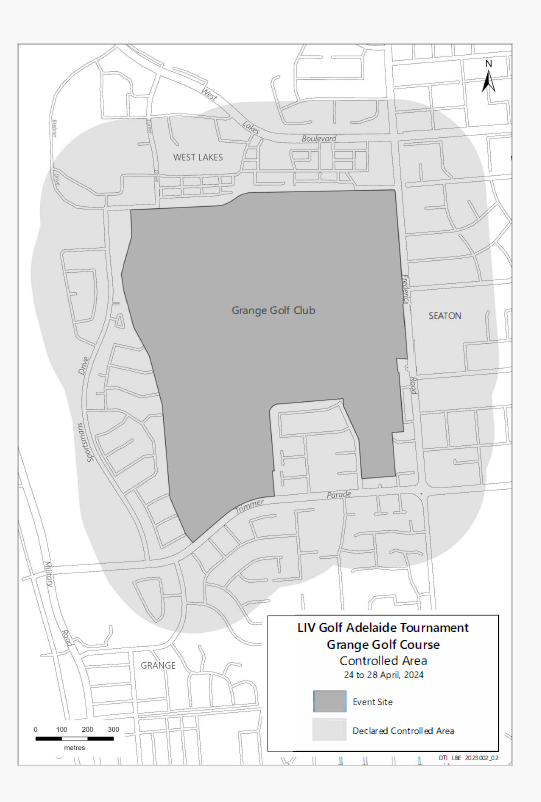 N
West
Lakes
Boulevard
WEST LAKES
Grange Golf Club
Frederick
SEATON
Road
Drive
Sportsmans
Trimmer
Parade
Military
Road
GRANGE
LIV Golf Adelaide Tournament
Grange Golf Course
Controlled Area
24 to 28 April, 2024
Event Site
Declared Controlled Area
0 100 200 300
metres